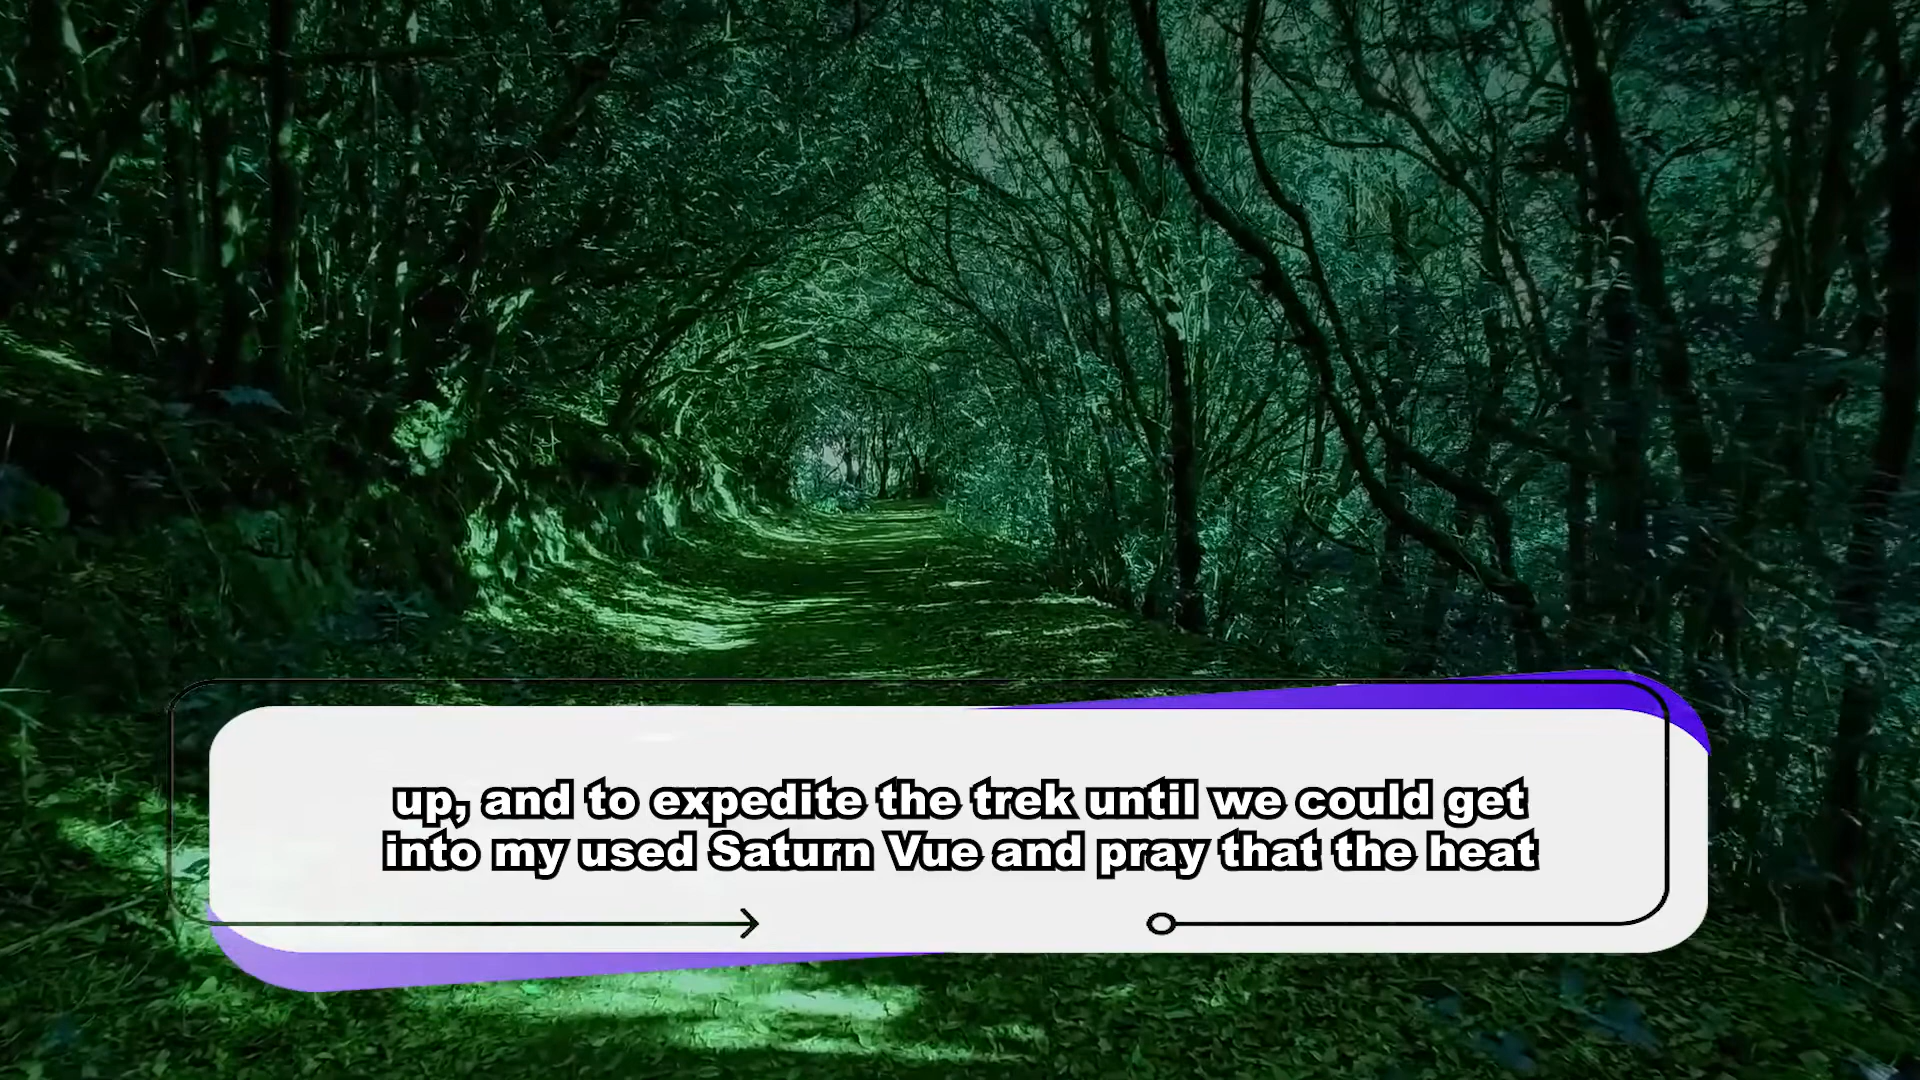 up, and to expedite the trek until we could get
into my used Saturn Vue and pray that the heat